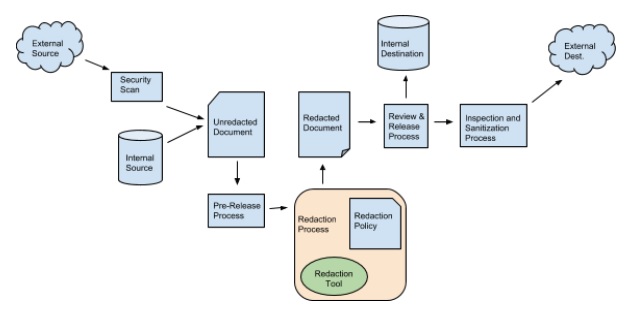 External
Source
Security
Scan
Internal
Source
Unredacted
Document
Pre-Release
Process
Redaction
Process
Redaction
Policy
Redaction
Tool
Redacted
Document
Review &
Release
Process
Internal
Destination
Inspection and
Sanitization
Process
External
Dest.